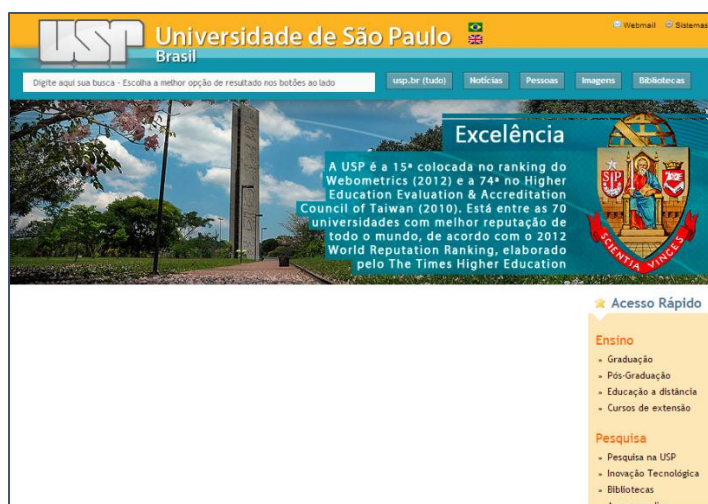 USP
Universidade de São Paulo
Brasil
Webmail
Sistemas
Digite aqui sua busca - Escolha a melhor opção de resultado nos botões ao lado
usp.br (tudo)
Notícias
Pessoas
Imagens
Bibliotecas
Excelência
A USP é a 15ª colocada no ranking do
Webometrics (2012) e a 74ª no Higher
Education Evaluation & Accreditation
Council of Taiwan (2010). Está entre as 70
universidades com melhor reputação de
todo o mundo, de acordo com o 2012
World Reputation Ranking, elaborado
pelo The Times Higher Education
SP
SCIENTIA VINCES
Acesso Rápido
Ensino
» Graduação
» Pós-Graduação
» Educação a distância
» Cursos de extensão
Pesquisa
» Pesquisa na USP
» Inovação Tecnológica
» Bibliotecas